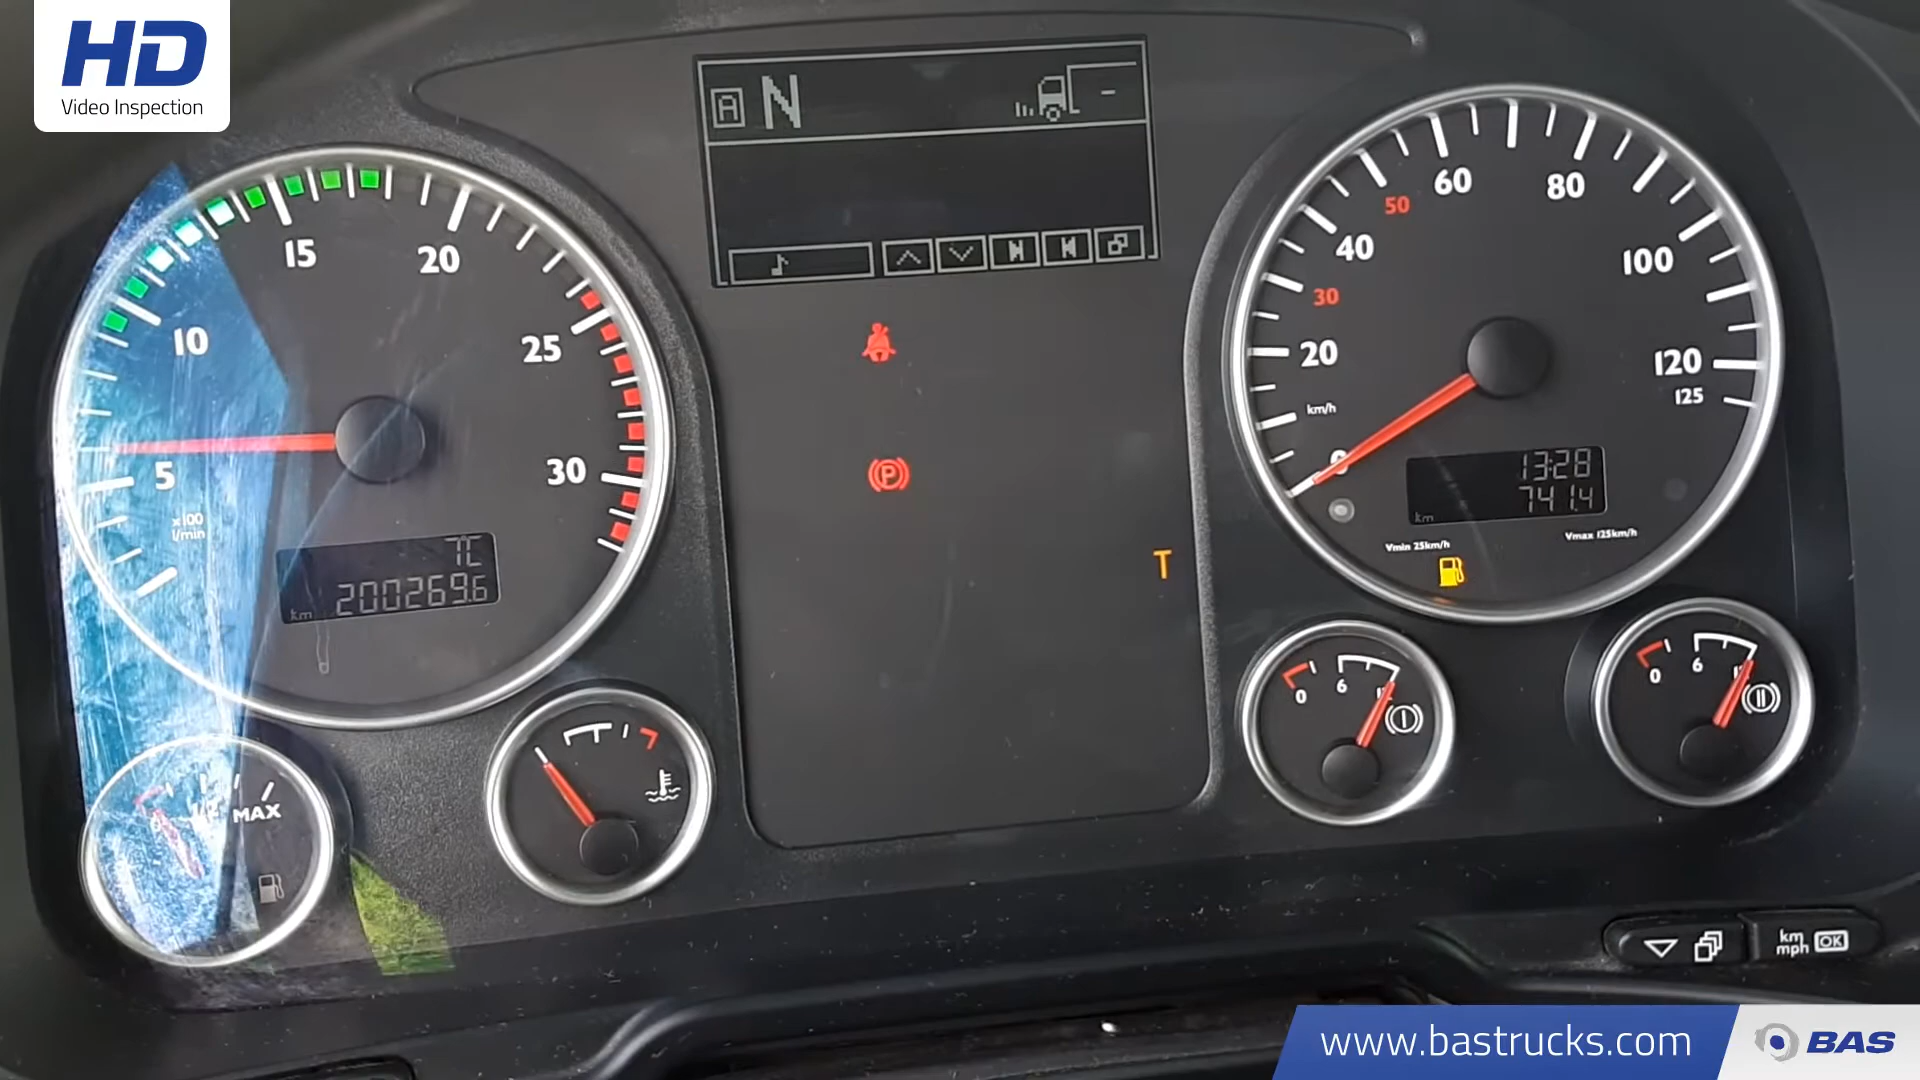 HD
Video Inspection
A N -
15
20
10
25
5
30
x100
l/min
7C
km 200269.6
60
80
50
40
100
30
20
120
125
km/h
0
13:28
km 741.4
Vmin 25km/h
Vmax 125km/h
P
T
MAX
0 6
0 6
km
mph OK
www.bastrucks.com
BAS